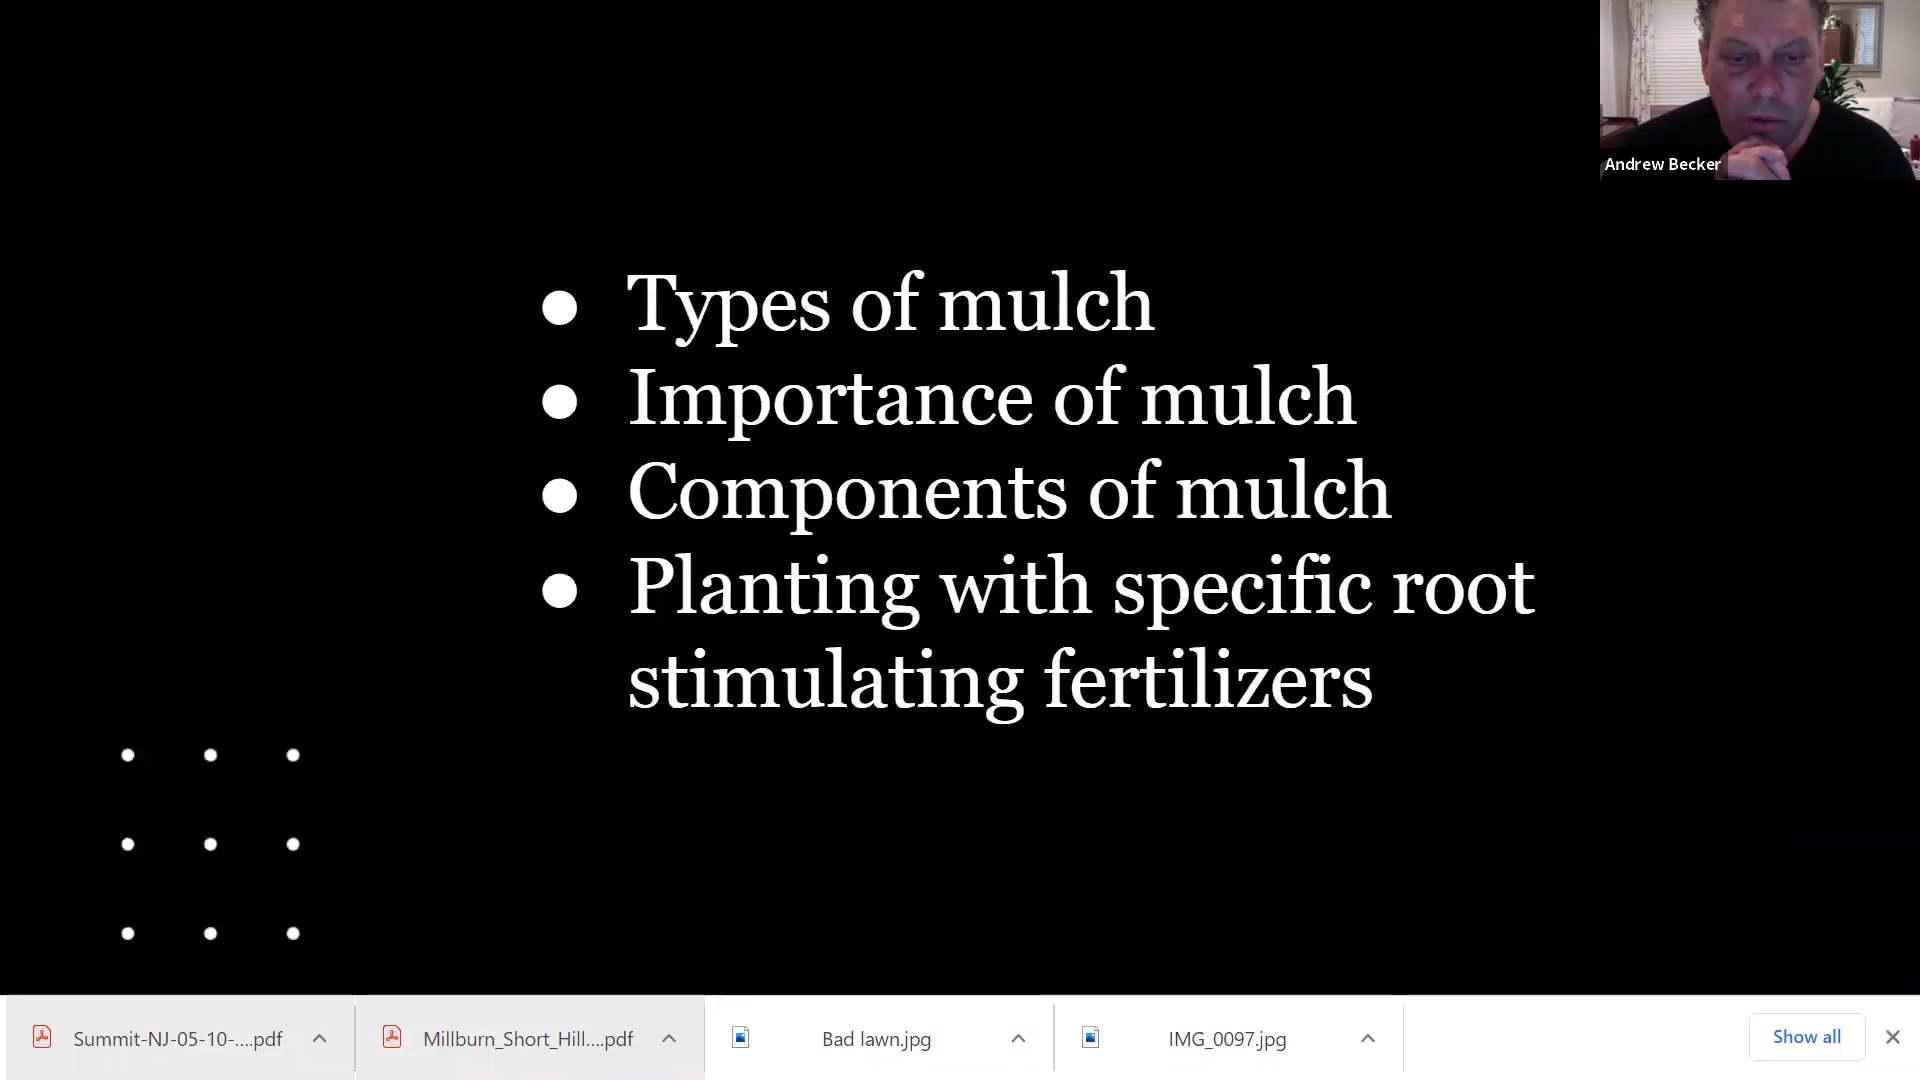 Andrew Becker
● Types of mulch
● Importance of mulch
● Components of mulch
● Planting with specific root
stimulating fertilizers
Summit-NJ-05-10-....pdf
Millburn_Short_Hill....pdf
Bad lawn.jpg
IMG_0097.jpg
Show all